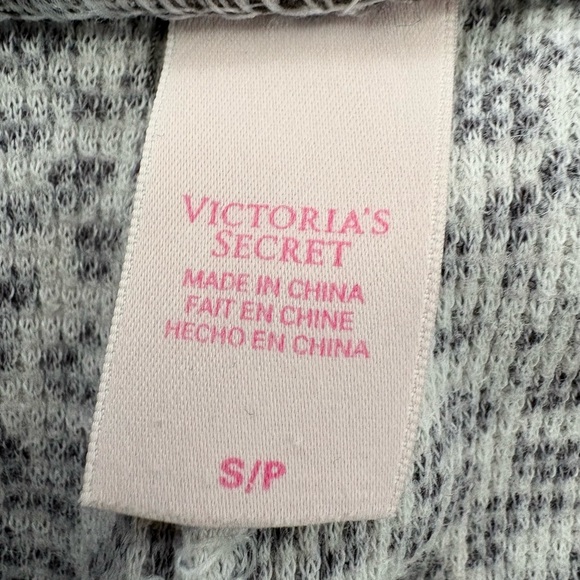 VICTORIA'S
SECRET
MADE IN CHINA
FAIT EN CHINE
HECHO EN CHINA
S/P